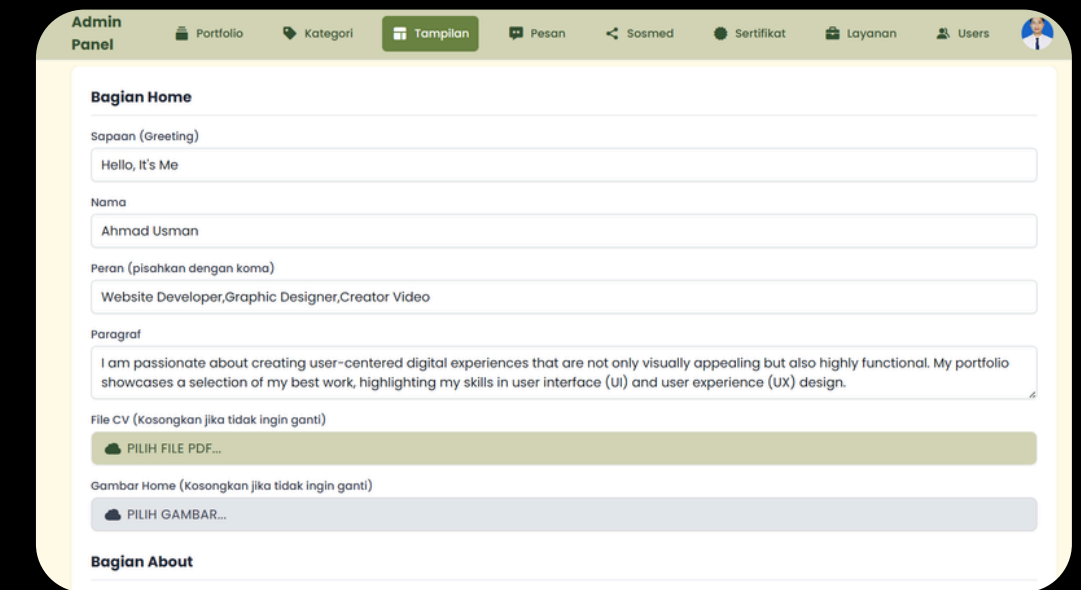 Admin
Panel
Portfolio
Kategori
Tampilan
Pesan
Sosmed
Sertifikat
Layanan
Users
Bagian Home
Sapaan (Greeting)
Hello, It's Me
Nama
Ahmad Usman
Peran (pisahkan dengan koma)
Website Developer,Graphic Designer,Creator Video
Paragraf
I am passionate about creating user-centered digital experiences that are not only visually appealing but also highly functional. My portfolio
showcases a selection of my best work, highlighting my skills in user interface (UI) and user experience (UX) design.
File CV (Kosongkan jika tidak ingin ganti)
PILIH FILE PDF...
Gambar Home (Kosongkan jika tidak ingin ganti)
PILIH GAMBAR...
Bagian About